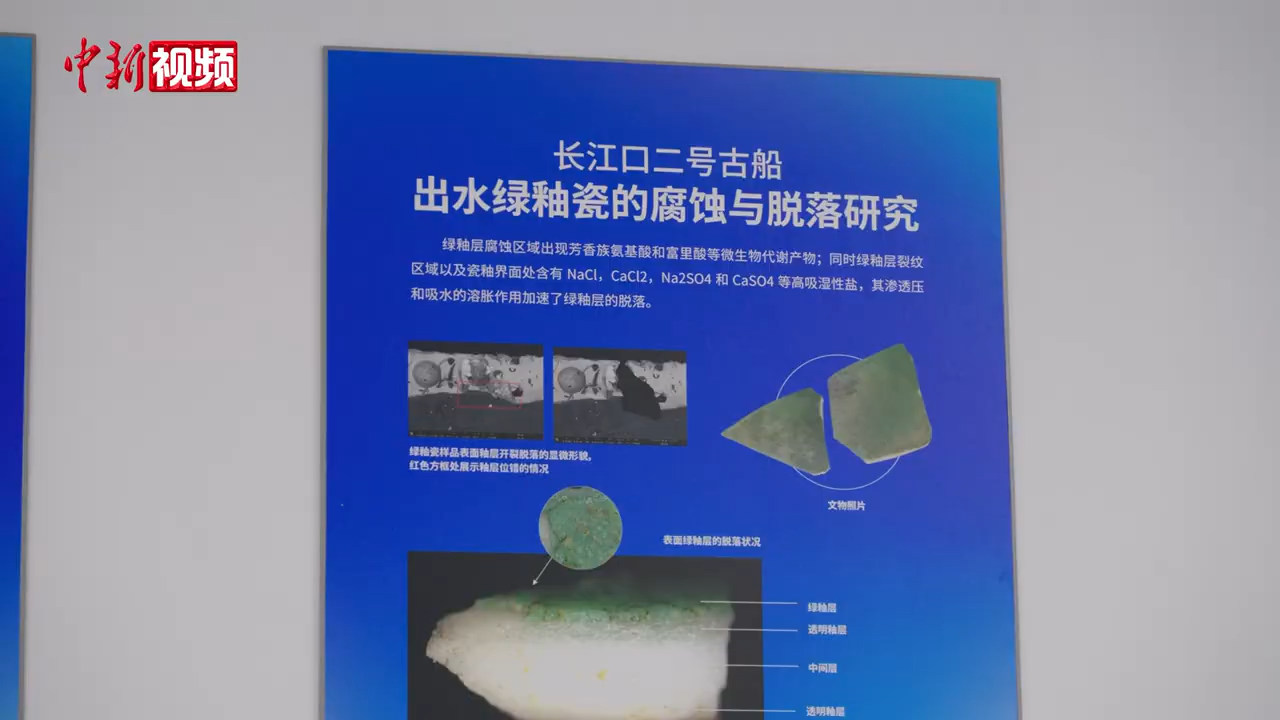 中新视频
长江口二号古船
出水绿釉瓷的腐蚀与脱落研究
绿釉层腐蚀区域出现芳香族氨基酸和富里酸等微生物代谢产物；同时绿釉层裂纹
区域以及瓷釉界面处含有 NaCl，CaCl2，Na2SO4 和 CaSO4 等高吸湿性盐，其渗透压
和吸水的溶胀作用加速了绿釉层的脱落。
绿釉瓷样品表面釉层开裂脱落的显微形貌，
红色方框处展示釉层位错的情况
文物照片
表面绿釉层的脱落状况
绿釉层
透明釉层
中间层
透明釉层